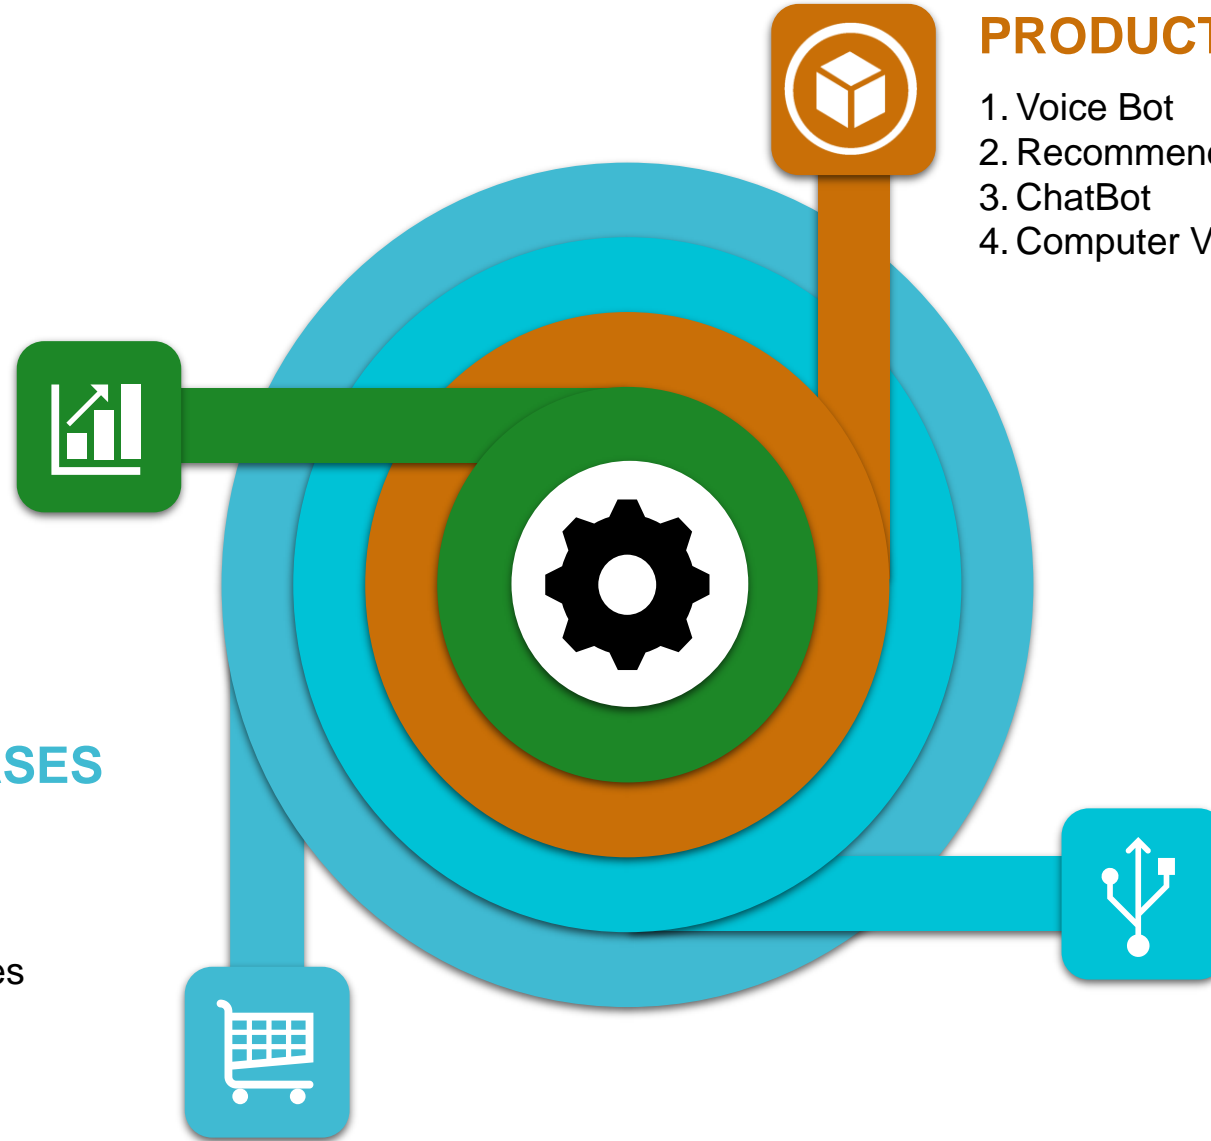 PRODUCT
1. Voice Bot
2. Recommen
3. ChatBot
4. Computer V
SES
es